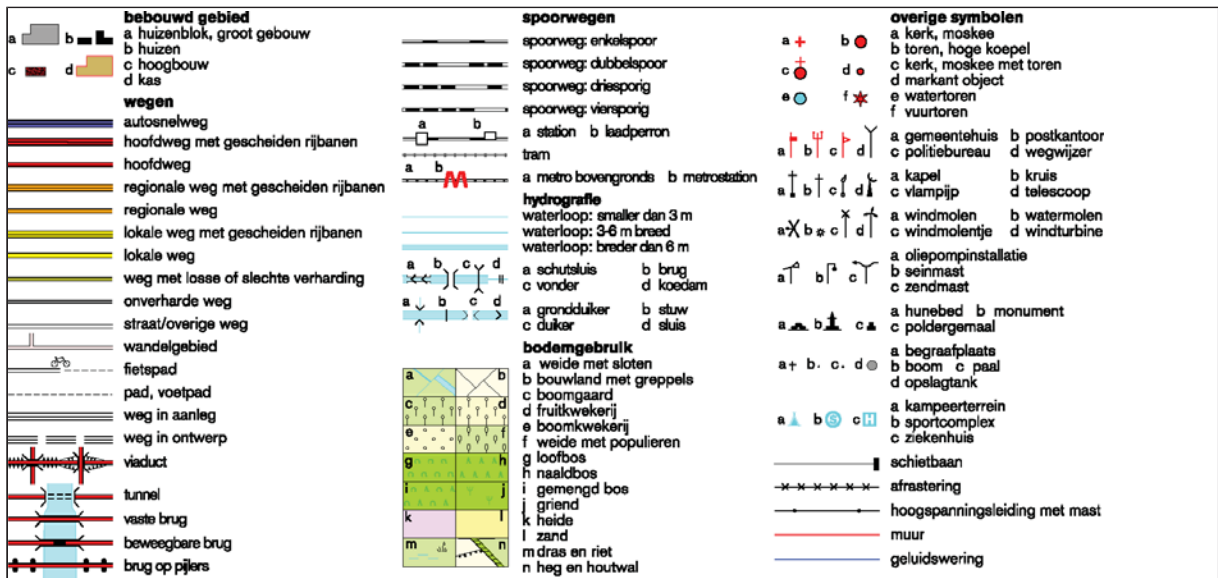 bebouwd gebied
a b a huizenblok, groot gebouw
b huizen
c d c hoogbouw
d kas
wegen
autosnelweg
hoofdweg met gescheiden rijbanen
hoofdweg
regionale weg met gescheiden rijbanen
regionale weg
lokale weg met gescheiden rijbanen
lokale weg
weg met losse of slechte verharding
onverharde weg
straat/overige weg
wandelgebied
fietspad
pad, voetpad
weg in aanleg
weg in ontwerp
viaduct
tunnel
vaste brug
beweegbare brug
brug op pijlers
spoorwegen
spoorweg: enkelspoor
spoorweg: dubbelspoor
spoorweg: driesporig
spoorweg: viersporig
a b
a station b laadperron
tram
a b
M
a metro bovengronds b metrostation
hydrografie
waterloop: smaller dan 3 m
waterloop: 3-6 m breed
waterloop: breder dan 6 m
a b c d
a schutsluis b brug
c vonder d koedam
a b c d
a grondduiker b stuw
c duiker d sluis
bodemgebruik
a b
c d
e f
g h
i j
k l
m n
a weide met sloten
b bouwland met greppels
c boomgaard
d fruitkwekerij
e boomkwekerij
f weide met populieren
g loofbos
h naaldbos
i gemengd bos
j griend
k heide
l zand
m dras en riet
n heg en houtwal
overige symbolen
a b a kerk, moskee
b toren, hoge koepel
c d c kerk, moskee met toren
d markant object
e f e watertoren
f vuurtoren
a b c d
a gemeentehuis b postkantoor
c politiebureau d wegwijzer
a b c d
a kapel b kruis
c vlampijp d telescoop
a b c d
a windmolen b watermolen
c windmolentje d windturbine
a b c
a oliepompinstallatie
b seinmast
c zendmast
a b c
a hunebed b monument
c poldergemaal
a b c d
a begraafplaats
b boom c paal
d opslagtank
a b S c H
a kampeerterrein
b sportcomplex
c ziekenhuis
schietbaan
afrastering
hoogspanningsleiding met mast
muur
geluidswering